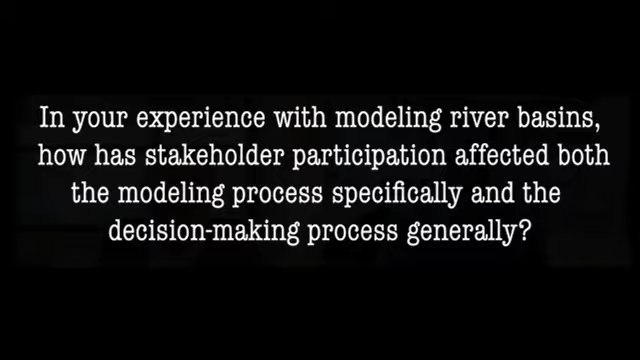 In your experience with modeling river basins,
how has stakeholder participation affected both
the modeling process specifically and the
decision-making process generally?